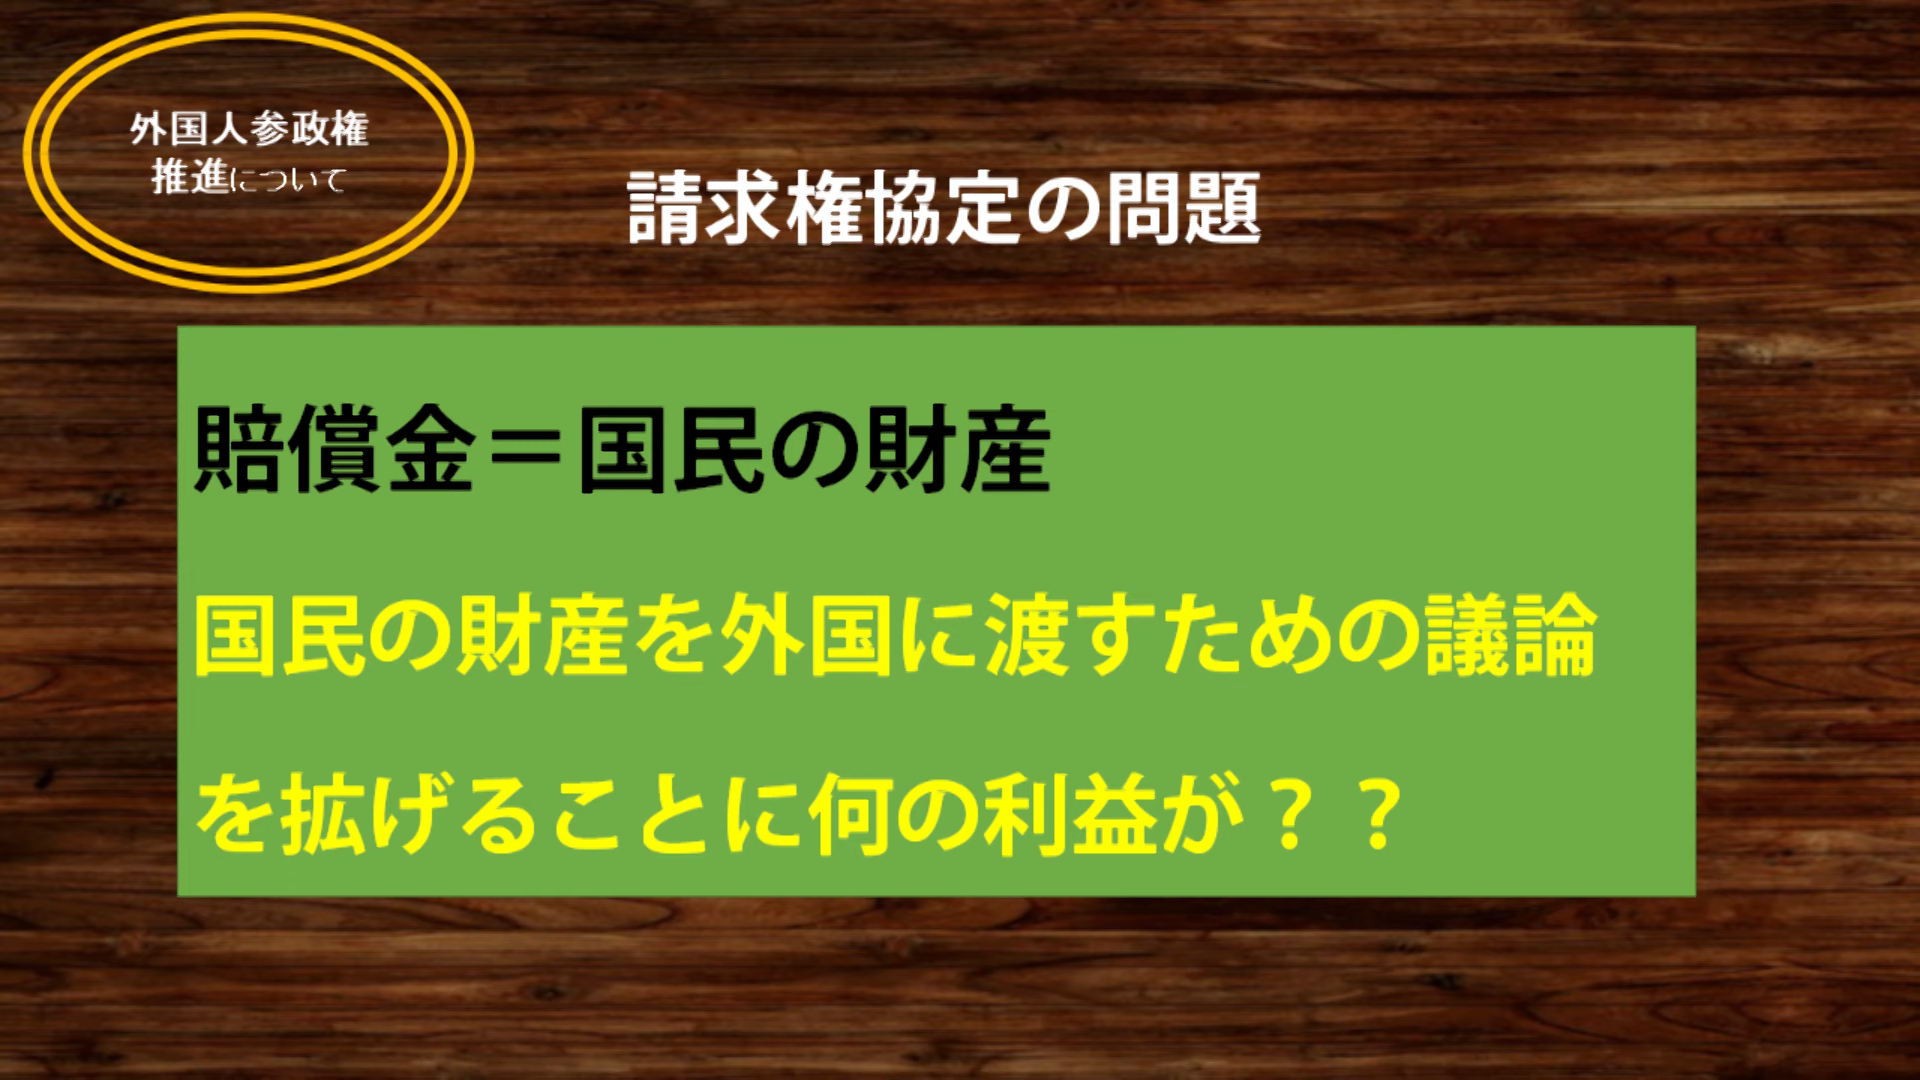 外国人参政権
推進について
請求権協定の問題
賠償金＝国民の財産
国民の財産を外国に渡すための議論
を拡げることに何の利益が？？